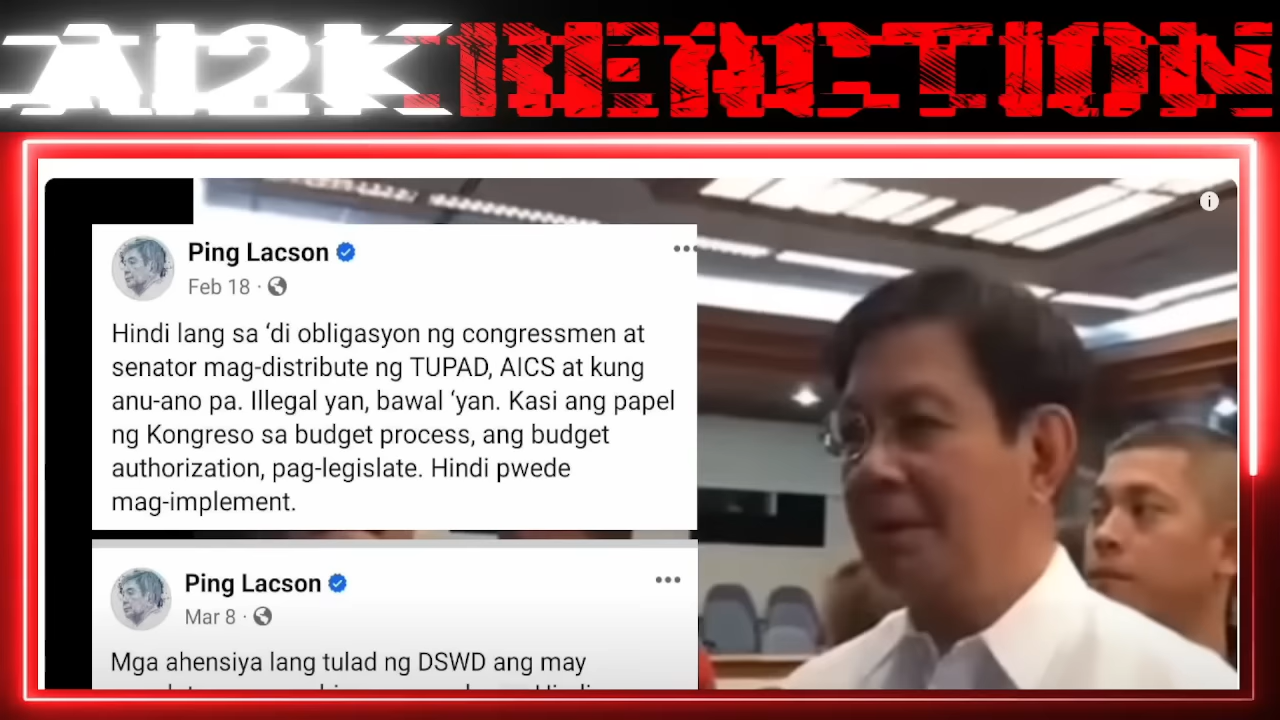 AI2K REACTION
Ping Lacson
Feb 18 ·
Hindi lang sa ‘di obligasyon ng congressmen at
senator mag-distribute ng TUPAD, AICS at kung
anu-ano pa. Illegal yan, bawal ‘yan. Kasi ang papel
ng Kongreso sa budget process, ang budget
authorization, pag-legislate. Hindi pwede
mag-implement.
Ping Lacson
Mar 8 ·
Mga ahensiya lang tulad ng DSWD ang may